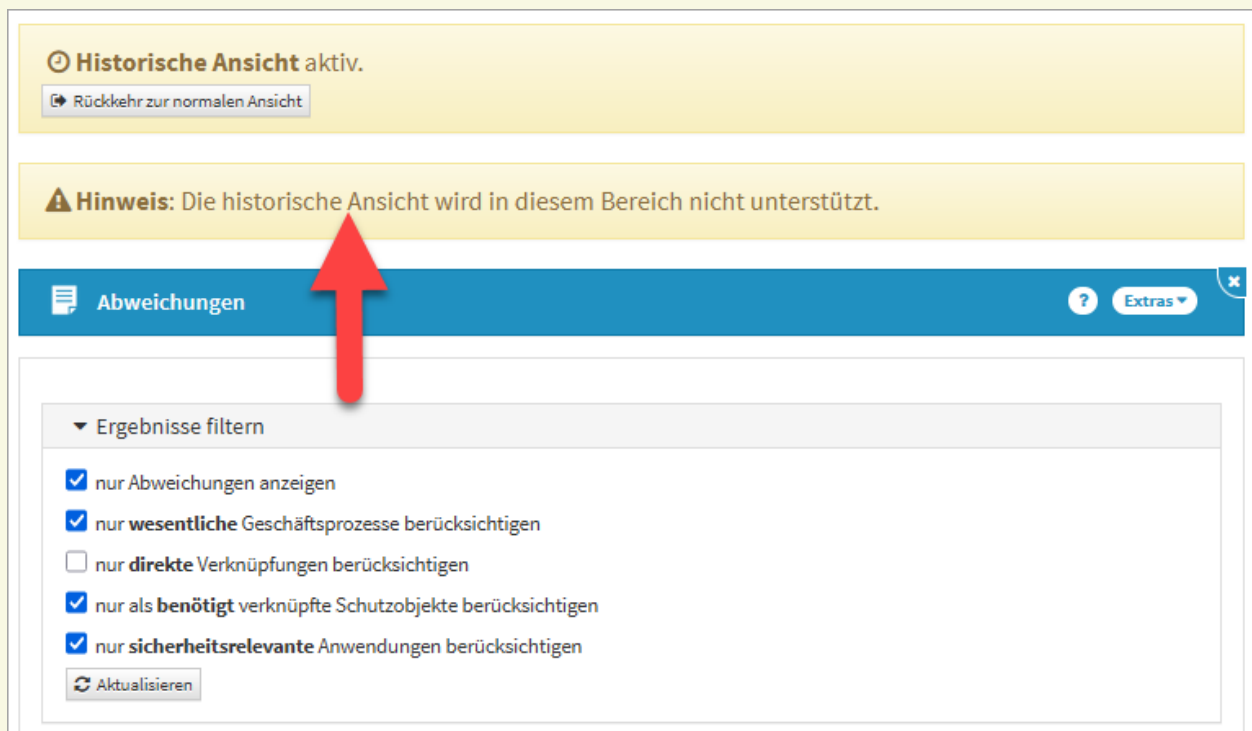 Historische Ansicht aktiv.
Rückkehr zur normalen Ansicht
Hinweis: Die historische Ansicht wird in diesem Bereich nicht unterstützt.
Abweichungen
? Extras
Ergebnisse filtern
nur Abweichungen anzeigen
nur wesentliche Geschäftsprozesse berücksichtigen
nur direkte Verknüpfungen berücksichtigen
nur als benötigt verknüpfte Schutzobjekte berücksichtigen
nur sicherheitsrelevante Anwendungen berücksichtigen
Aktualisieren